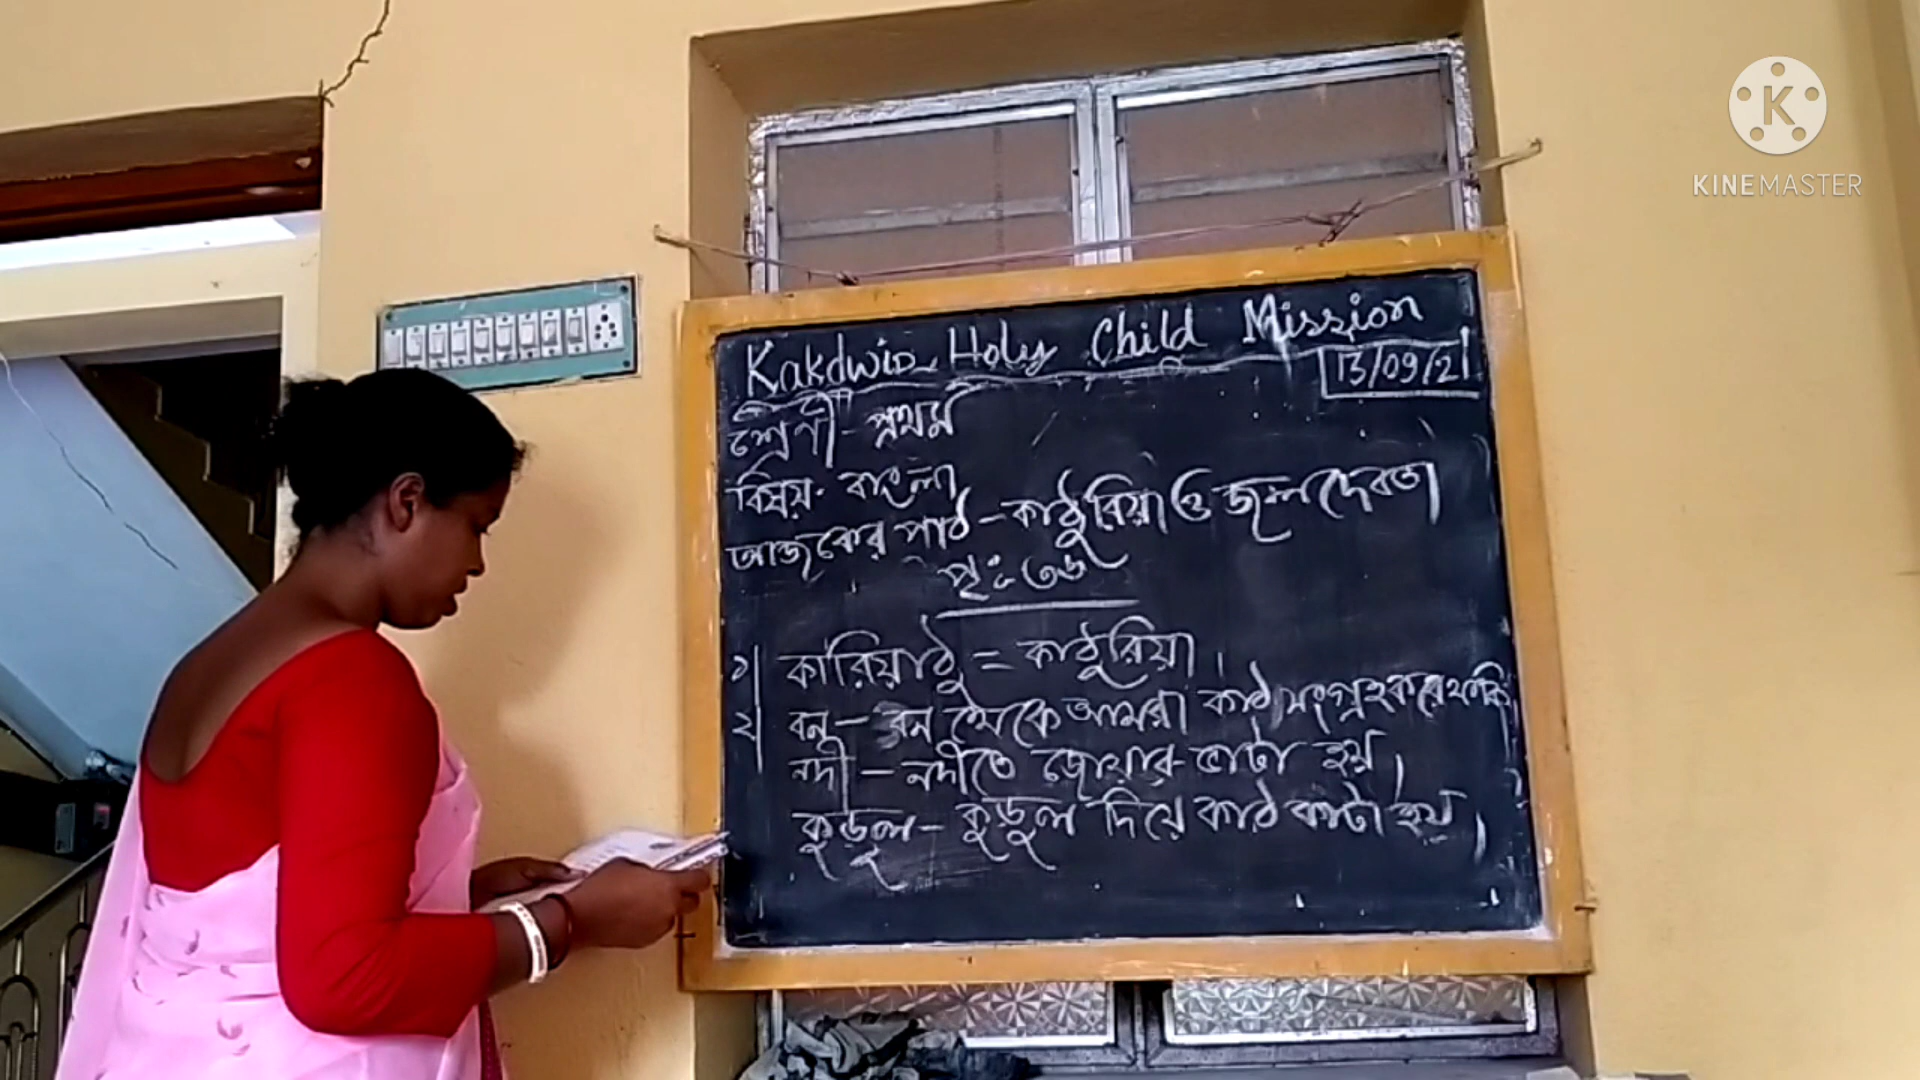 KINEMASTER
Kakdwip Holy Child Mission
13/09/21
শ্রেণী - প্রথম
বিষয়. বাংলা
আজকের পাঠ - কাঠুরিয়া ও জলদেবতা
পৃঃ ৩৬
১| কারিয়াঠু = কাঠুরিয়া,
২| বন - বন থেকে আমরা কাঠ সংগ্রহ করে থাকি।
নদী - নদীতে জোয়ার ভাটা হয়,
কুড়ুল - কুড়ুল দিয়ে কাঠ কাটা হয়,